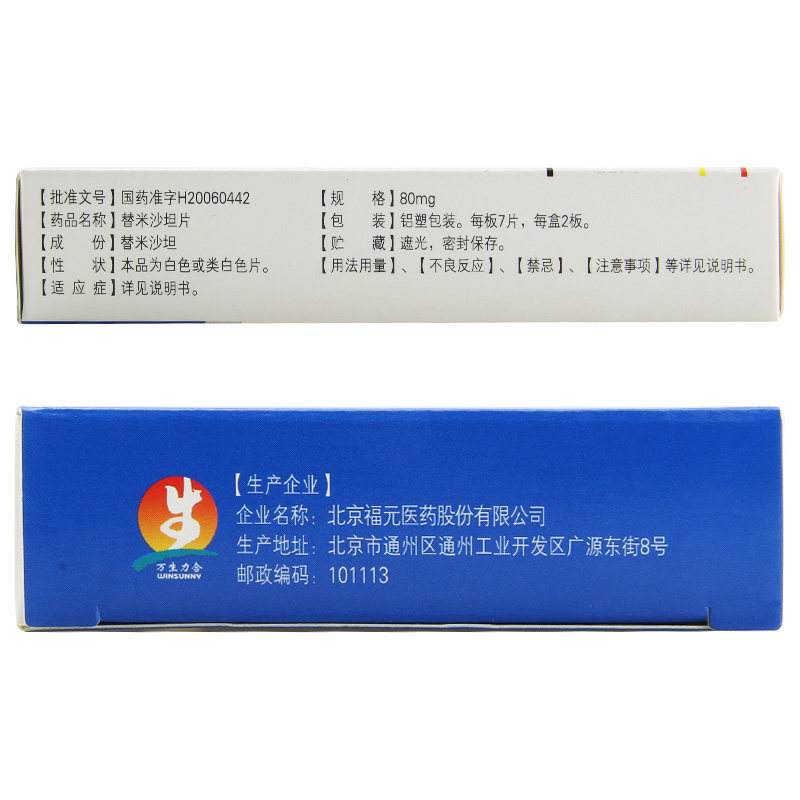 【批准文号】国药准字H20060442
【药品名称】替米沙坦片
【成　份】替米沙坦
【性　状】本品为白色或类白色片。
【适 应 症】详见说明书。
【规　格】80mg
【包　装】铝塑包装。每板7片，每盒2板。
【贮　藏】遮光，密封保存。
【用法用量】、【不良反应】、【禁忌】、【注意事项】等详见说明书。
万生力合
WINSUNNY
【生产企业】
企业名称：北京福元医药股份有限公司
生产地址：北京市通州区通州工业开发区广源东街8号
邮政编码：101113